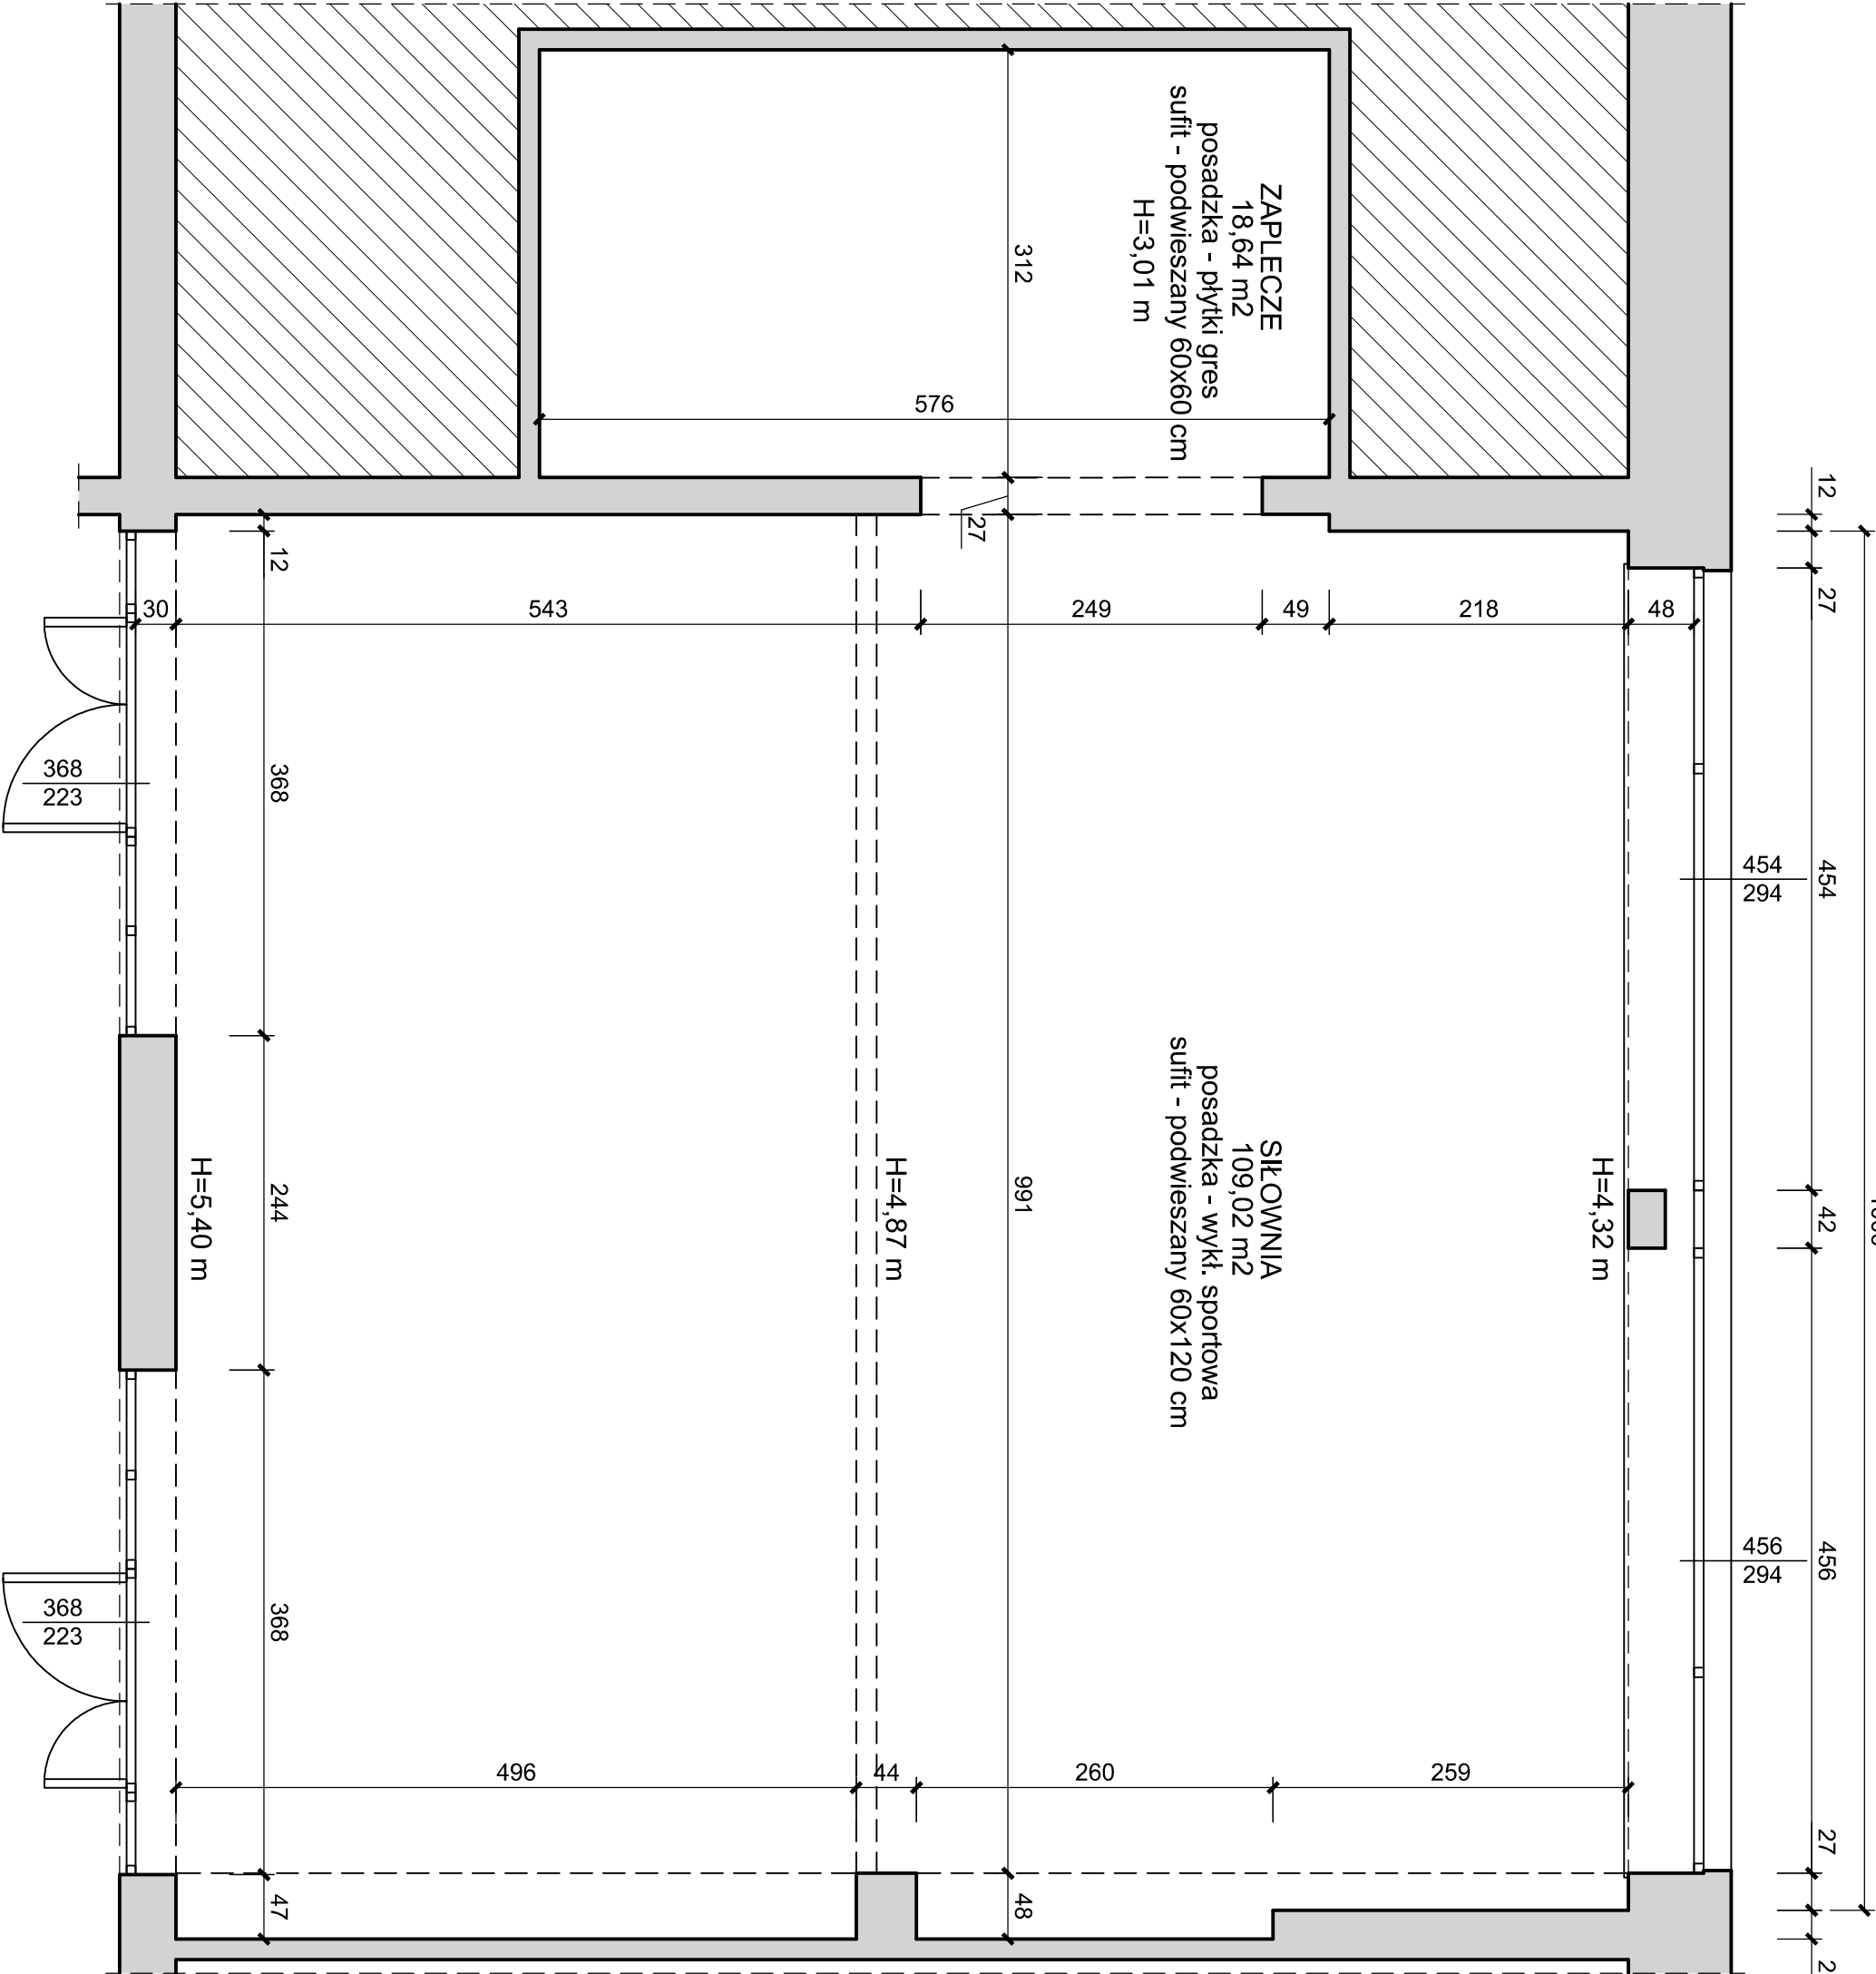 ZAPLECZE
18,64 m2
posadzka - płytki gres
sufit - podwieszany 60x60 cm
H=3,01 m
312
576
27
12
12
27
30
543
249
49
218
48
368
223
368
454
294
454
SIŁOWNIA
109,02 m2
posadzka - wykł. sportowa
sufit - podwieszany 60x120 cm
H=5,40 m
244
H=4,87 m
991
H=4,32 m
42
368
223
368
456
294
456
496
44
260
259
27
47
48
2